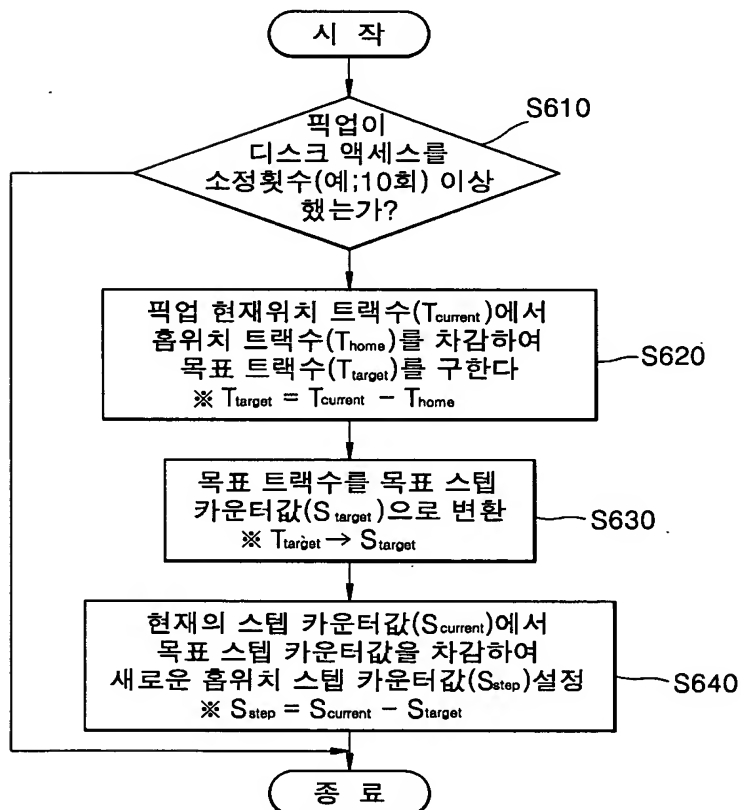 시 작
S610
픽업이
디스크 액세스를
소정횟수(예;10회) 이상
했는가?
픽업 현재위치 트랙수(Tcurrent)에서
홈위치 트랙수(Thome)를 차감하여
목표 트랙수(Ttarget)를 구한다
※ Ttarget = Tcurrent − Thome
S620
목표 트랙수를 목표 스텝
카운터값(S target)으로 변환
※ Ttarget → Starget
S630
현재의 스텝 카운터값(Scurrent)에서
목표 스텝 카운터값을 차감하여
새로운 홈위치 스텝 카운터값(Sstep)설정
※ Sstep = Scurrent − Starget
S640
종 료